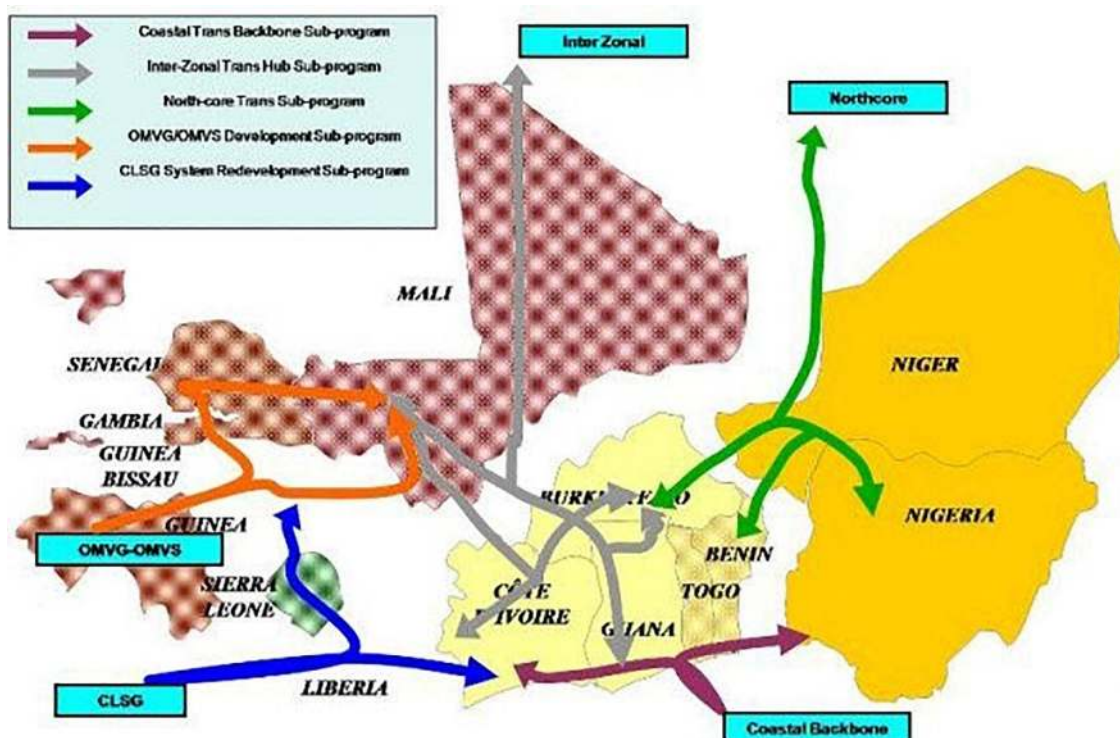 Coastal Trans Backbone Sub-program
Inter-Zonal Trans Hub Sub-program
North-core Trans Sub-program
OMVG/OMVS Development Sub-program
CLSG System Redevelopment Sub-program
Inter Zonal
Northcore
MALI
SENEGAL
GAMBIA
GUINEA
BISSAU
GUINEA
OMVG-OMVS
SIERRA
LEONE
LIBERIA
CLSG
NIGER
NIGERIA
BURKINA FASO
BENIN
TOGO
CÔTE
D'IVOIRE
GHANA
Coastal Backbone